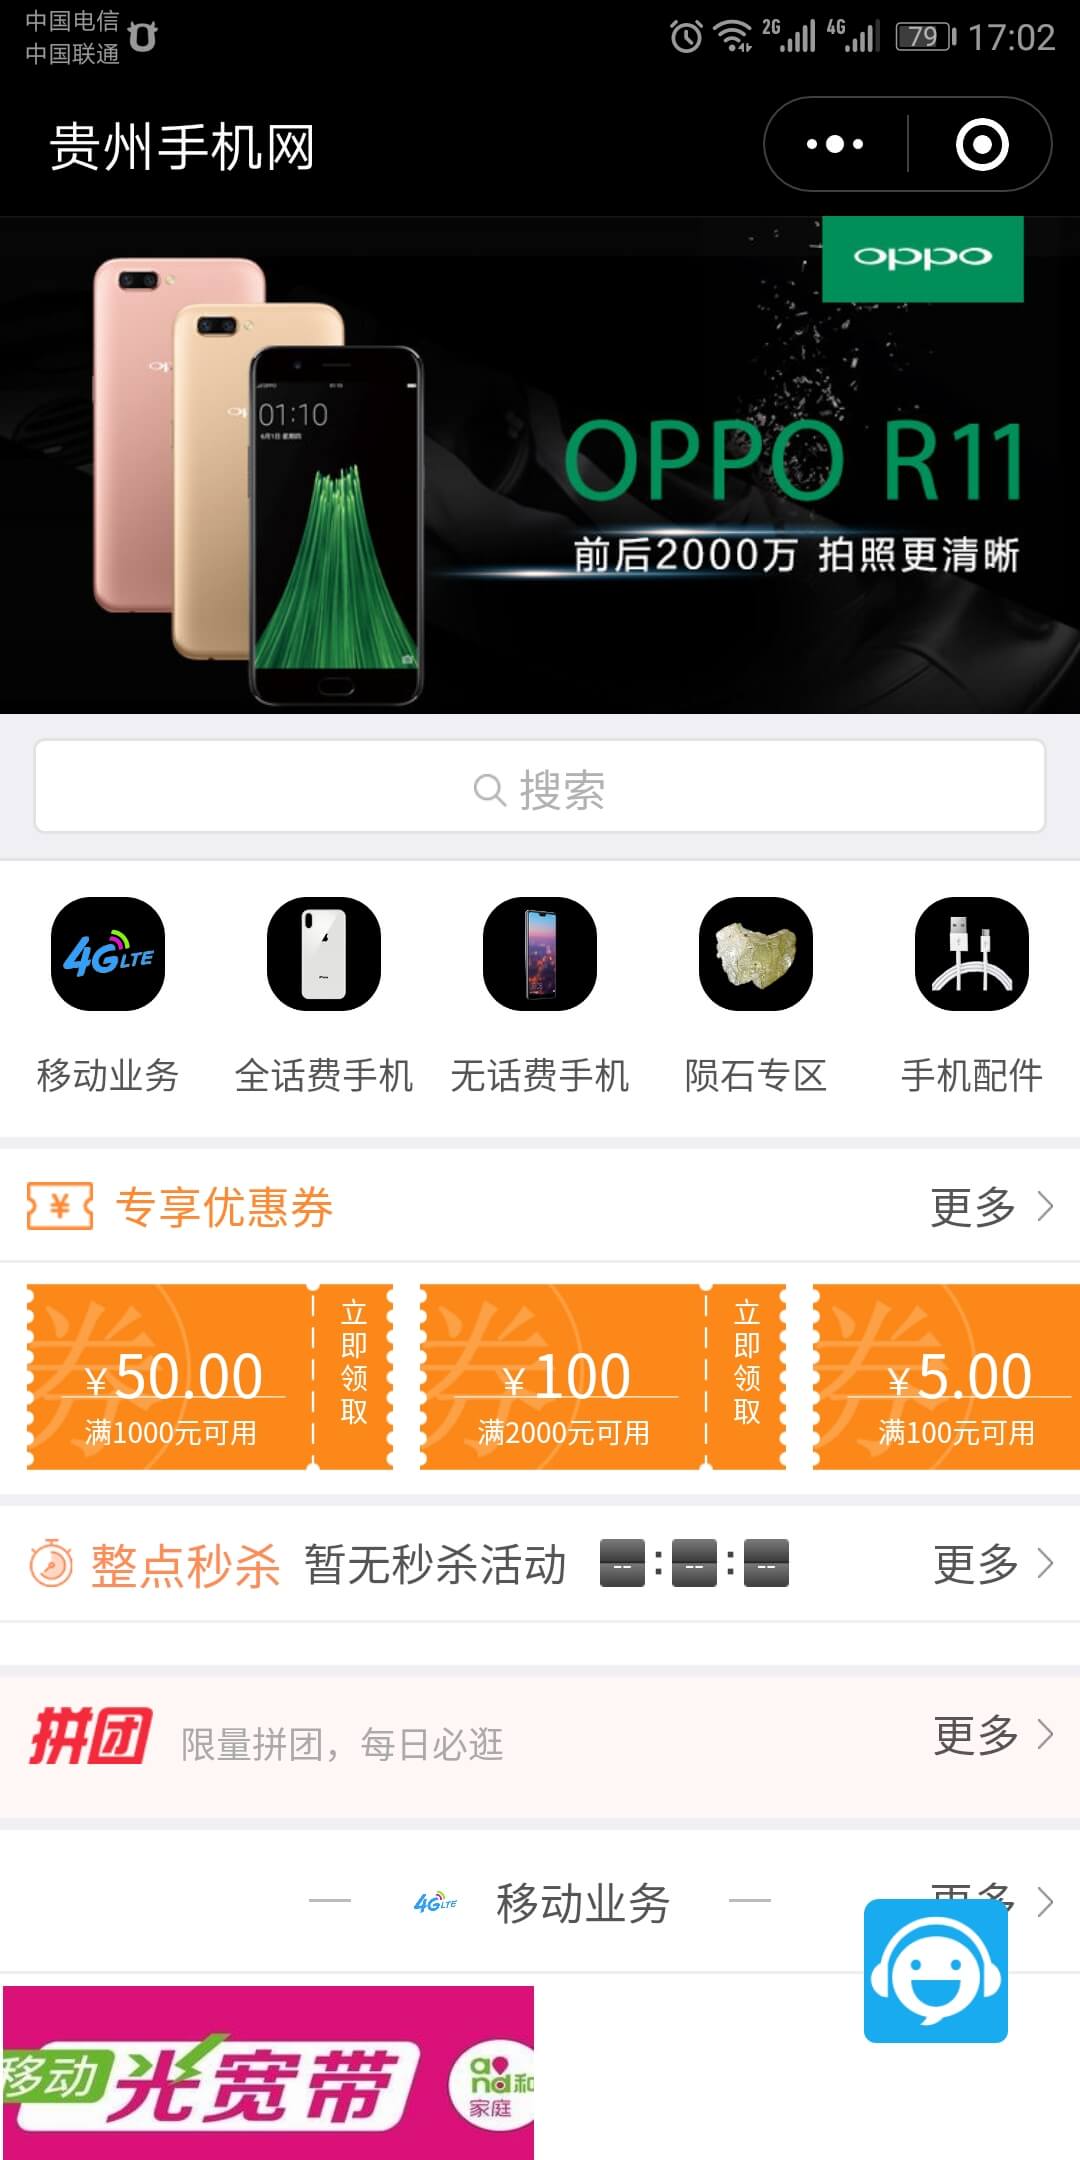 中国电信
中国联通
2G
4G
79
17:02
贵州手机网
oppo
01:10
OPPO R11
前后2000万 拍照更清晰
搜索
4G LTE
移动业务
全话费手机
无话费手机
陨石专区
手机配件
¥ 专享优惠券
更多
券
¥50.00
满1000元可用
立即领取
券
¥100
满2000元可用
立即领取
券
¥5.00
满100元可用
整点秒杀 暂无秒杀活动 -- : -- : --
更多
拼团 限量拼团，每日必逛
更多
4G LTE 移动业务
更多
移动 光宽带
and和
家庭